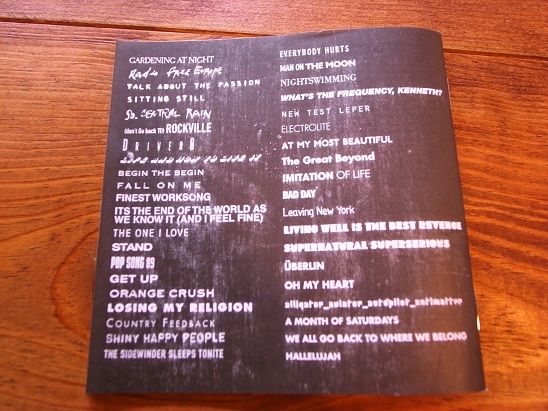 GARDENING AT NIGHT
Radio Free Europe
TALK ABOUT THE PASSION
SITTING STILL
So. CENTRAL RAIN
(don't Go back TO) ROCKVILLE
DRIVER 8
LIFE AND HOW TO LIVE IT
BEGIN THE BEGIN
FALL ON ME
FINEST WORKSONG
ITS THE END OF THE WORLD AS
WE KNOW IT (AND I FEEL FINE)
THE ONE I LOVE
STAND
POP SONG 89
GET UP
ORANGE CRUSH
LOSING MY RELIGION
COUNTRY FEEDBACK
SHINY HAPPY PEOPLE
THE SIDEWINDER SLEEPS TONITE
EVERYBODY HURTS
MAN ON THE MOON
NIGHTSWIMMING
WHAT'S THE FREQUENCY, KENNETH?
NEW TEST LEPER
ELECTROLITE
AT MY MOST BEAUTIFUL
The Great Beyond
IMITATION OF LIFE
BAD DAY
Leaving New York
LIVING WELL IS THE BEST REVENGE
SUPERNATURAL SUPERSERIOUS
ÜBERLIN
OH MY HEART
alligator_aviator_autopilot_antimatter
A MONTH OF SATURDAYS
WE ALL GO BACK TO WHERE WE BELONG
HALLELUJAH